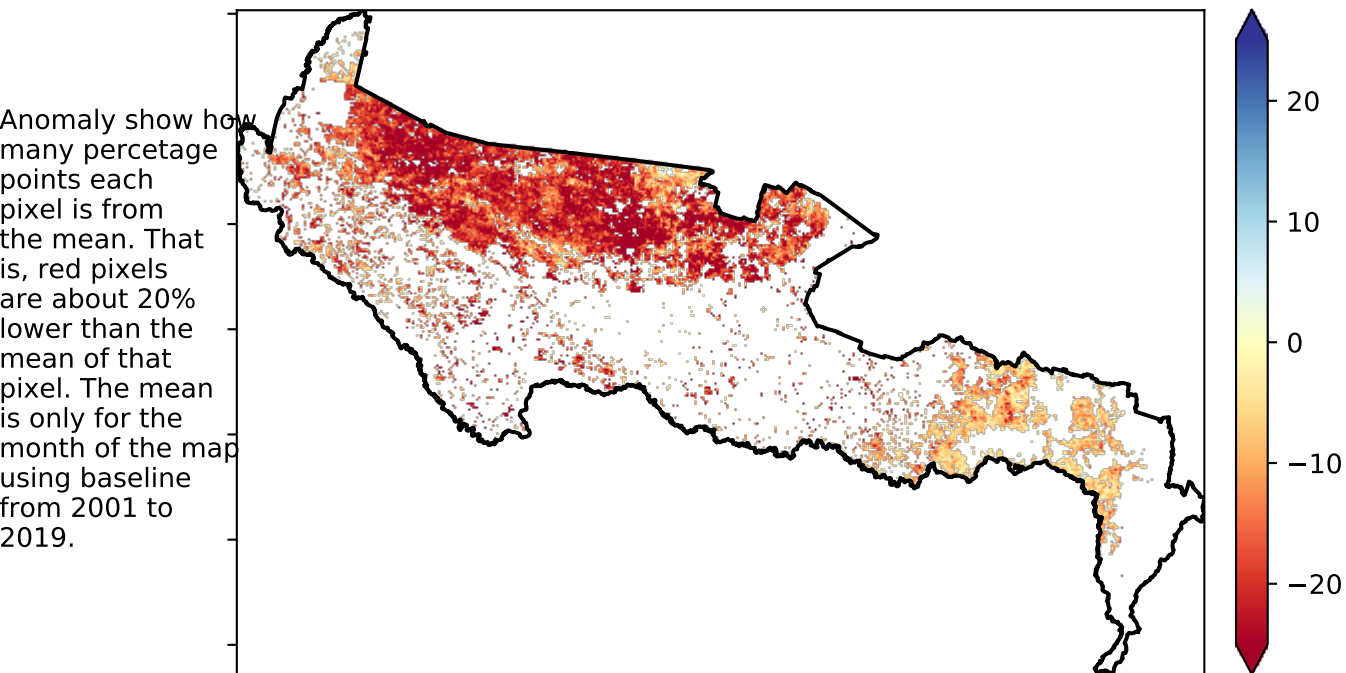 Anomaly show how
many percetage
points each
pixel is from
the mean. That
is, red pixels
are about 20%
lower than the
mean of that
pixel. The mean
is only for the
month of the map
using baseline
from 2001 to
2019.
20
10
0
−10
−20